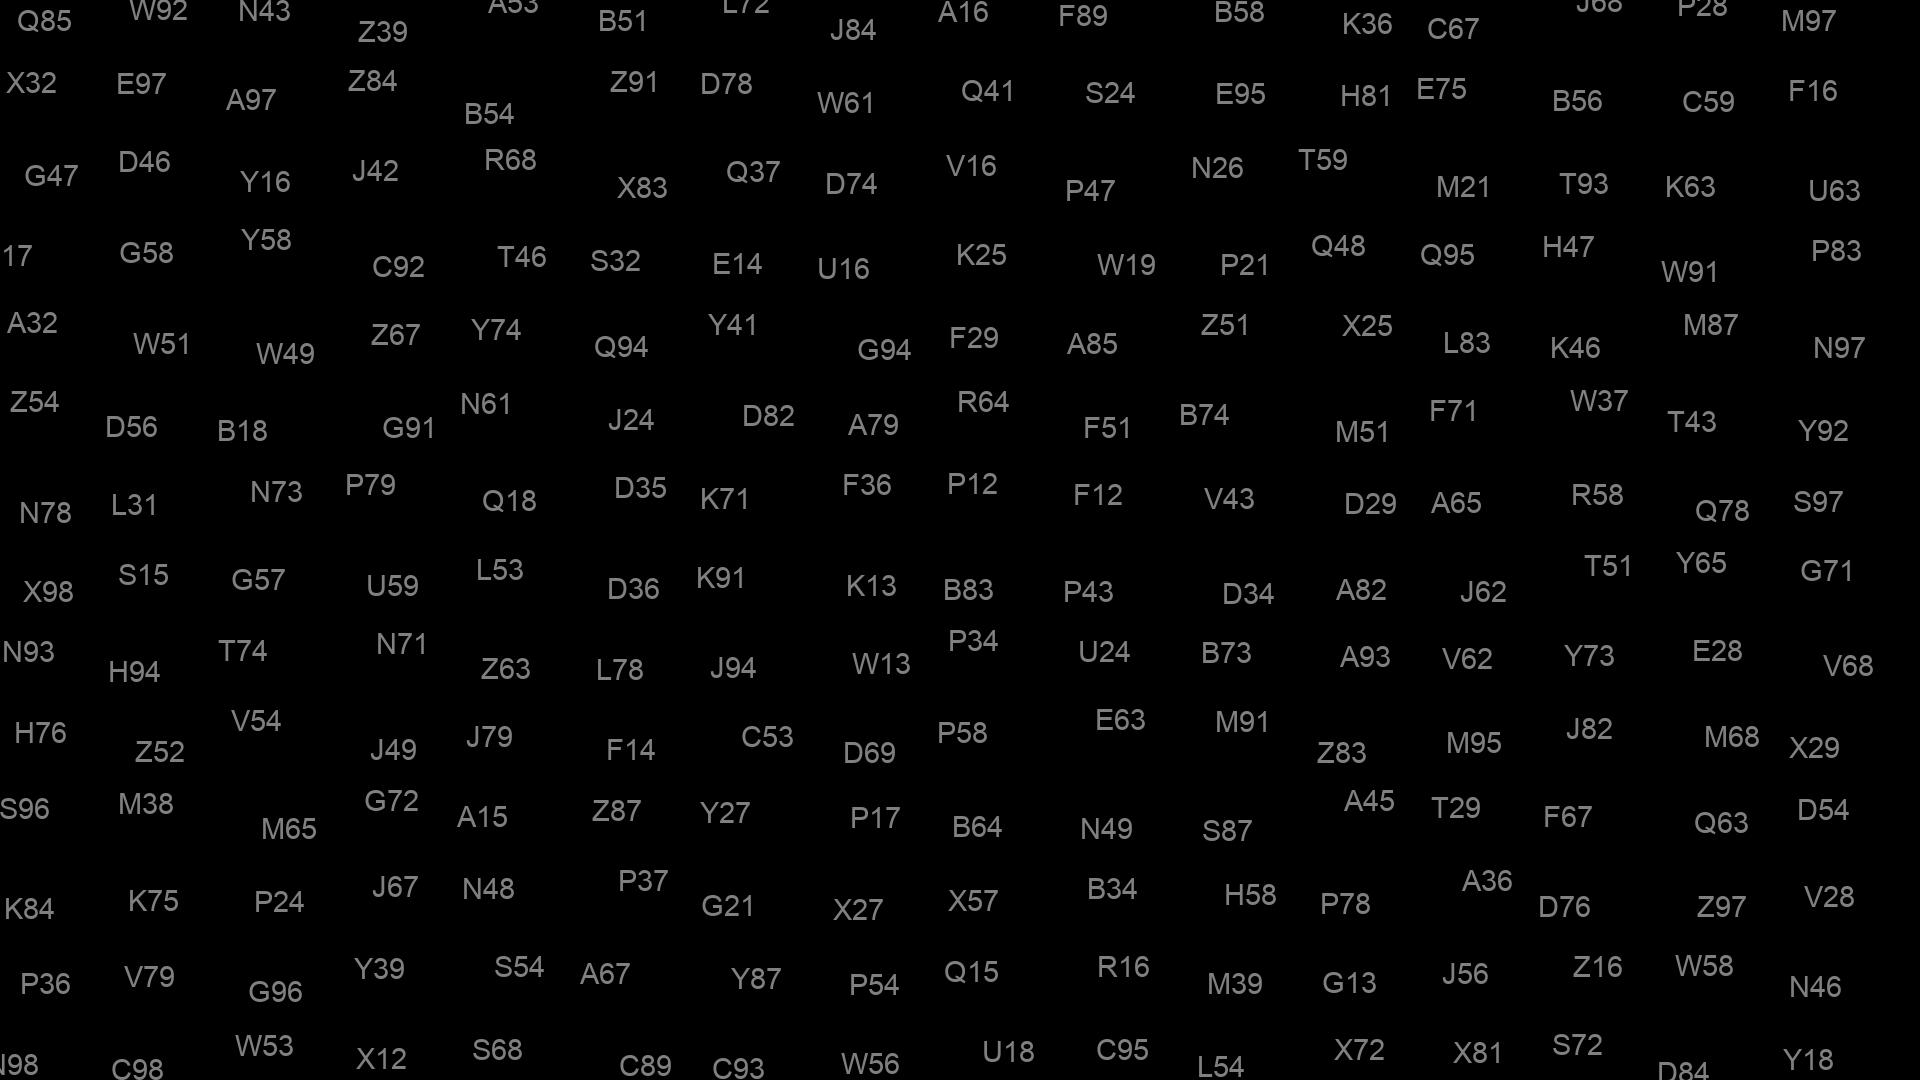 Q85 W92 N43 Z39 A53 B51 L72 J84 A16 F89 B58 K36 C67 J68 P28 M97
X32 E97 A97 Z84 B54 Z91 D78 W61 Q41 S24 E95 H81 E75 B56 C59 F16
G47 D46 Y16 J42 R68 X83 Q37 D74 V16 P47 N26 T59 M21 T93 K63 U63
17 G58 Y58 C92 T46 S32 E14 U16 K25 W19 P21 Q48 Q95 H47 W91 P83
A32 W51 W49 Z67 Y74 Q94 Y41 G94 F29 A85 Z51 X25 L83 K46 M87 N97
Z54 D56 B18 G91 N61 J24 D82 A79 R64 F51 B74 M51 F71 W37 T43 Y92
N78 L31 N73 P79 Q18 D35 K71 F36 P12 F12 V43 D29 A65 R58 Q78 S97
X98 S15 G57 U59 L53 D36 K91 K13 B83 P43 D34 A82 J62 T51 Y65 G71
N93 H94 T74 N71 Z63 L78 J94 W13 P34 U24 B73 A93 V62 Y73 E28 V68
H76 Z52 V54 J49 J79 F14 C53 D69 P58 E63 M91 Z83 M95 J82 M68 X29
S96 M38 M65 G72 A15 Z87 Y27 P17 B64 N49 S87 A45 T29 F67 Q63 D54
K84 K75 P24 J67 N48 P37 G21 X27 X57 B34 H58 P78 A36 D76 Z97 V28
P36 V79 G96 Y39 S54 A67 Y87 P54 Q15 R16 M39 G13 J56 Z16 W58 N46
98 C98 W53 X12 S68 C89 C93 W56 U18 C95 L54 X72 X81 S72 D84 Y18